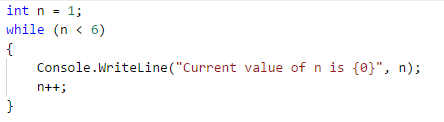 int n = 1;
while (n < 6)
{
    Console.WriteLine("Current value of n is {0}", n);
    n++;
}